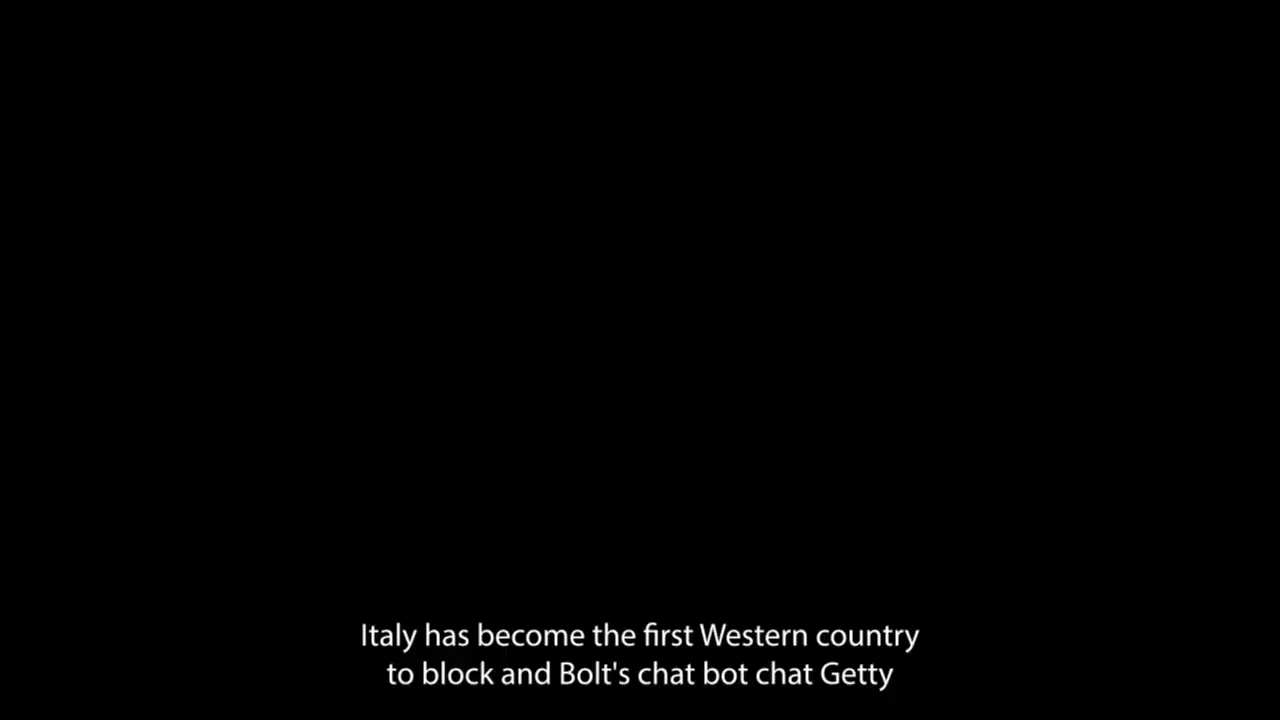 Italy has become the first Western country
to block and Bolt's chat bot chat Getty